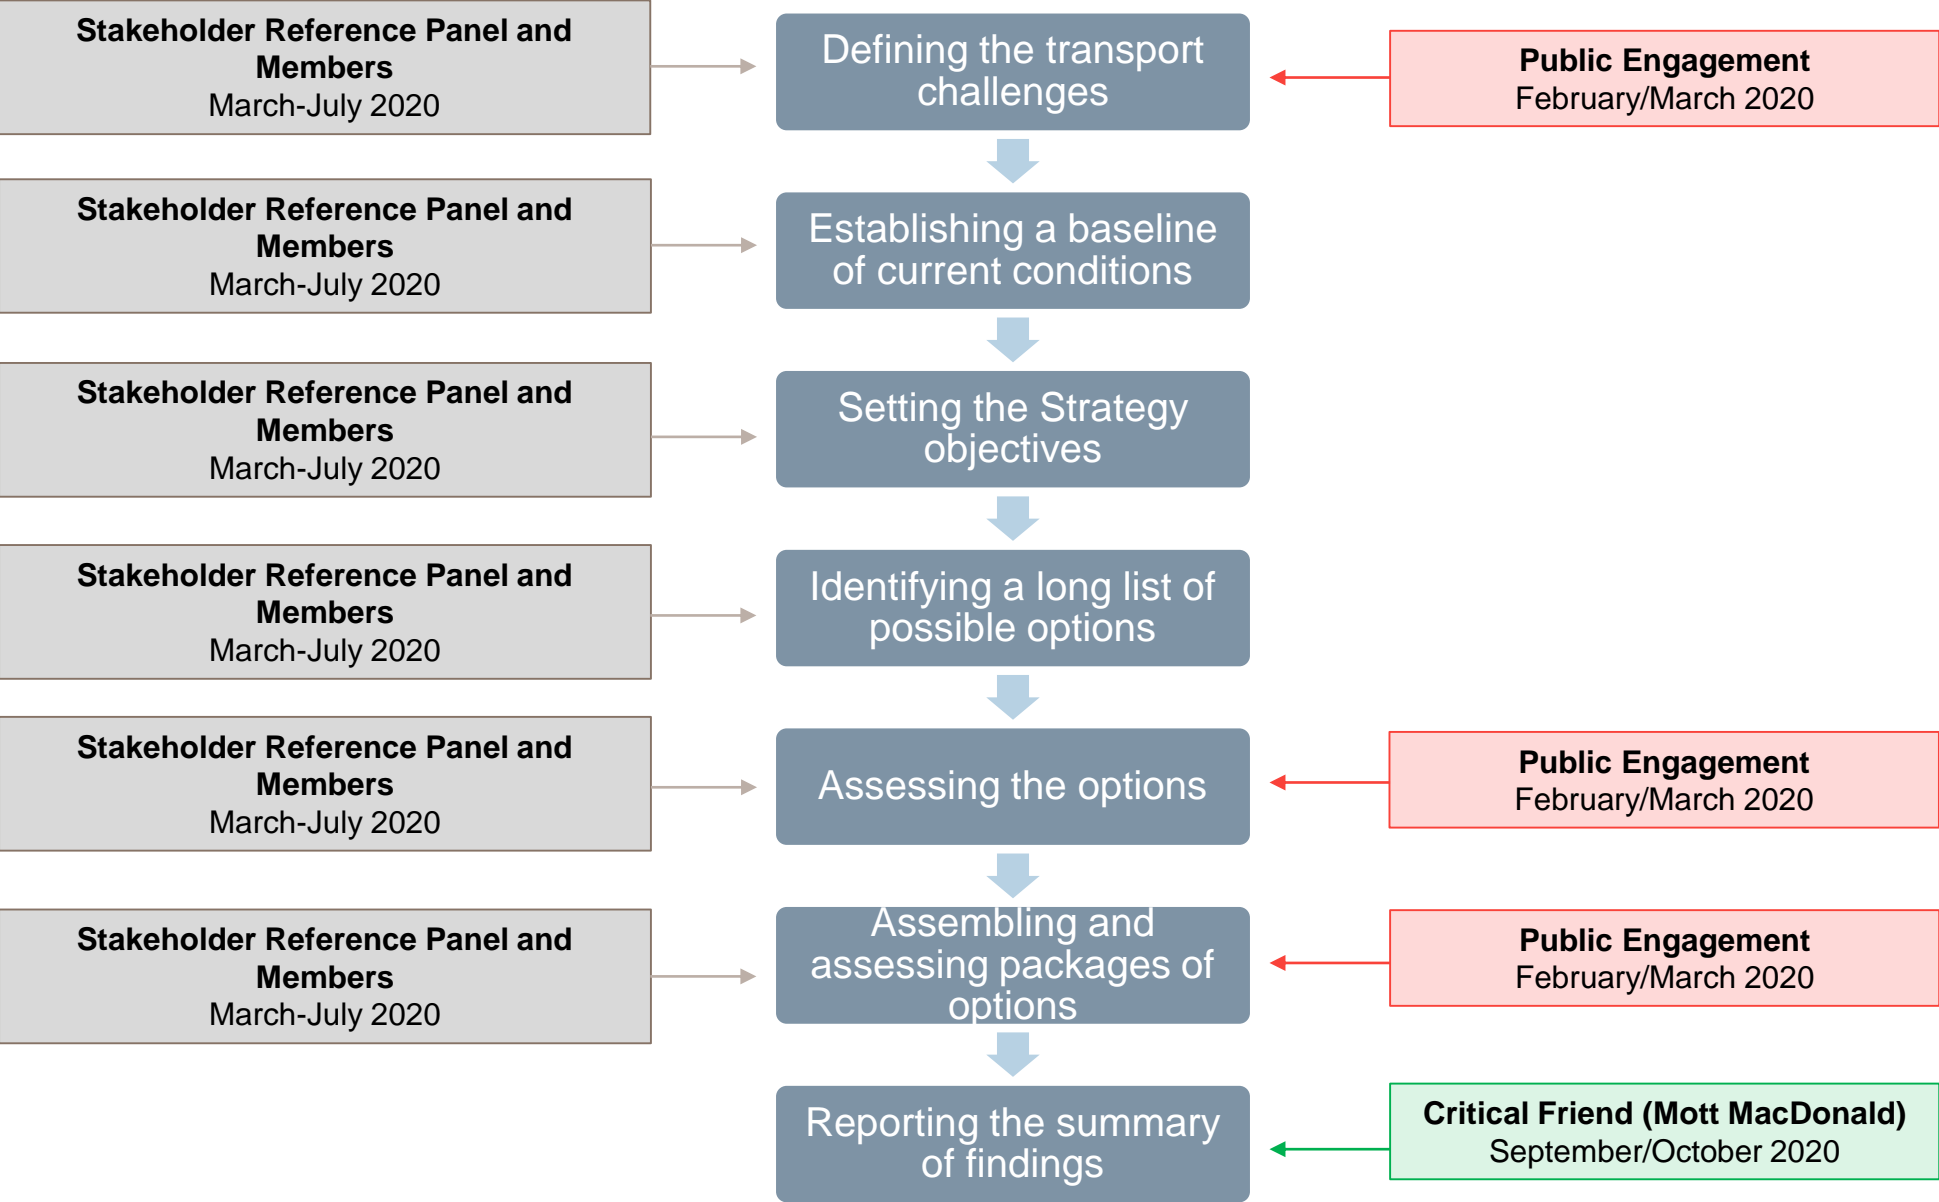 Stakeholder Reference Panel and
Members
March-July 2020
Defining the transport
challenges
Public Engagement
February/March 2020
Stakeholder Reference Panel and
Members
March-July 2020
Establishing a baseline
of current conditions
Stakeholder Reference Panel and
Members
March-July 2020
Setting the Strategy
objectives
Stakeholder Reference Panel and
Members
March-July 2020
Identifying a long list of
possible options
Stakeholder Reference Panel and
Members
March-July 2020
Assessing the options
Public Engagement
February/March 2020
Stakeholder Reference Panel and
Members
March-July 2020
Assembling and
assessing packages of
options
Public Engagement
February/March 2020
Reporting the summary
of findings
Critical Friend (Mott MacDonald)
September/October 2020